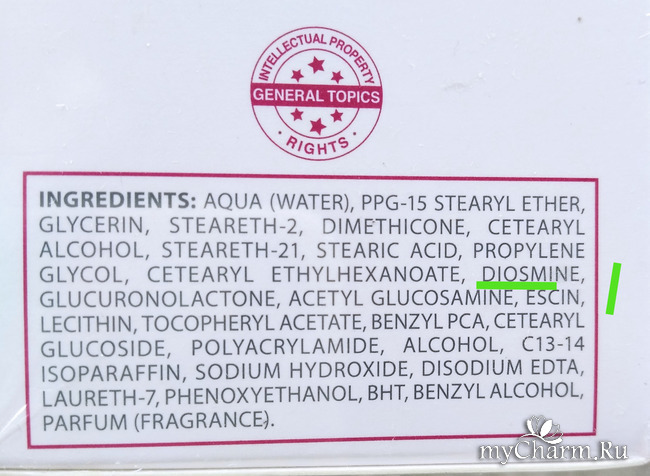 INTELLECTUAL PROPERTY
GENERAL TOPICS
· RIGHTS ·
INGREDIENTS: AQUA (WATER), PPG-15 STEARYL ETHER,
GLYCERIN, STEARETH-2, DIMETHICONE, CETEARYL
ALCOHOL, STEARETH-21, STEARIC ACID, PROPYLENE
GLYCOL, CETEARYL ETHYLHEXANOATE, DIOSMINE,
GLUCURONOLACTONE, ACETYL GLUCOSAMINE, ESCIN,
LECITHIN, TOCOPHERYL ACETATE, BENZYL PCA, CETEARYL
GLUCOSIDE, POLYACRYLAMIDE, ALCOHOL, C13-14
ISOPARAFFIN, SODIUM HYDROXIDE, DISODIUM EDTA,
LAURETH-7, PHENOXYETHANOL, BHT, BENZYL ALCOHOL,
PARFUM (FRAGRANCE).
myCharm.Ru